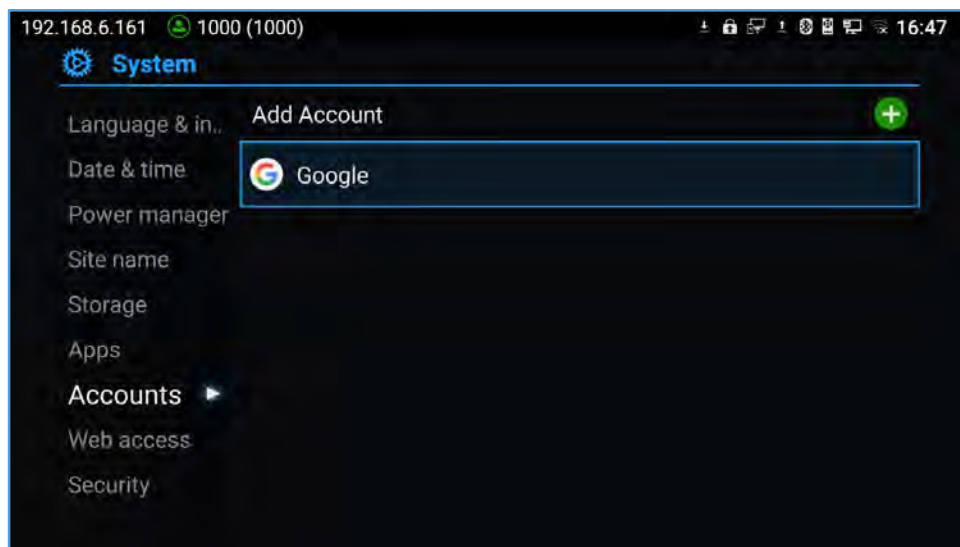 192.168.6.161 1000 (1000) 16:47
System
Language & in..
Add Account
Date & time
Google
Power manager
Site name
Storage
Apps
Accounts
Web access
Security